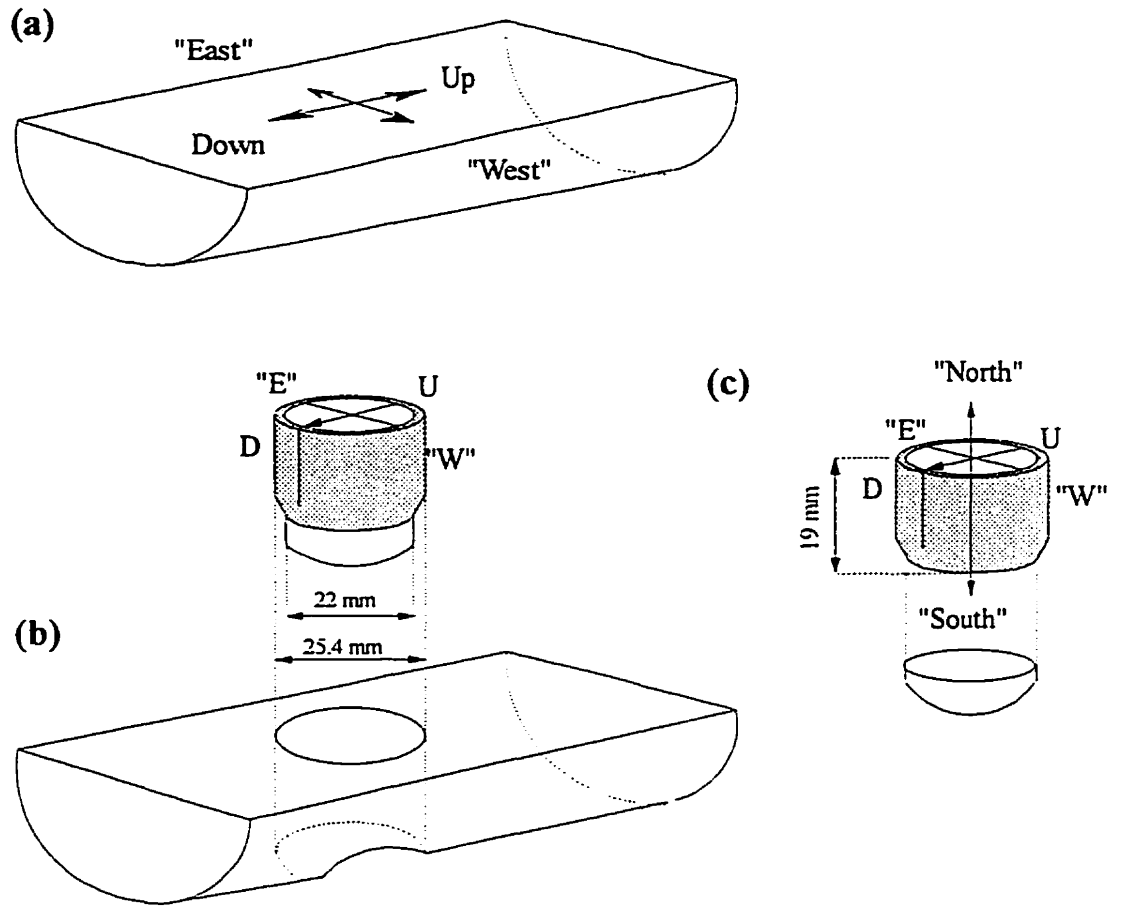 (a)
"East"
Up
Down
"West"
"E"
U
D
"W"
22 mm
25.4 mm
(b)
(c)
"North"
"E"
U
D
"W"
19 mm
"South"